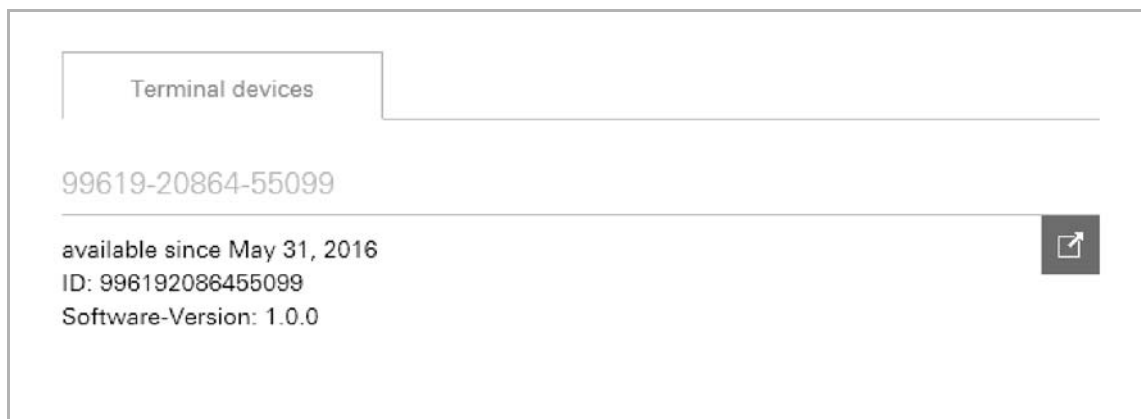 Terminal devices
99619-20864-55099
available since May 31, 2016
ID: 996192086455099
Software-Version: 1.0.0